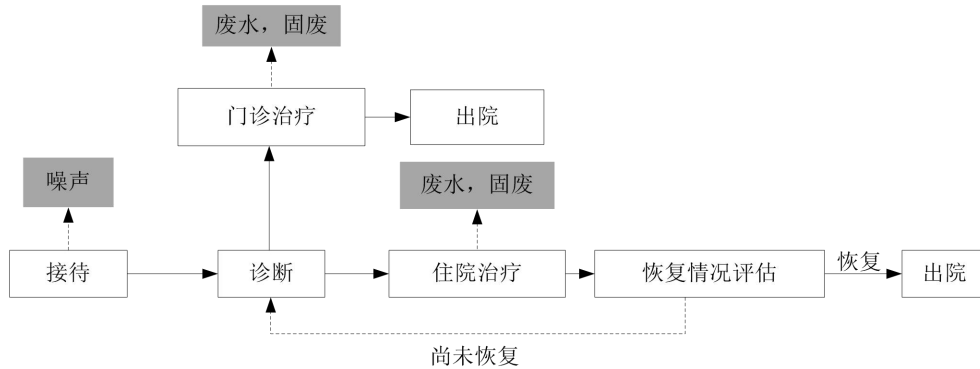 废水，固废
门诊治疗
出院
噪声
废水，固废
接待
诊断
住院治疗
恢复情况评估
恢复
出院
尚未恢复